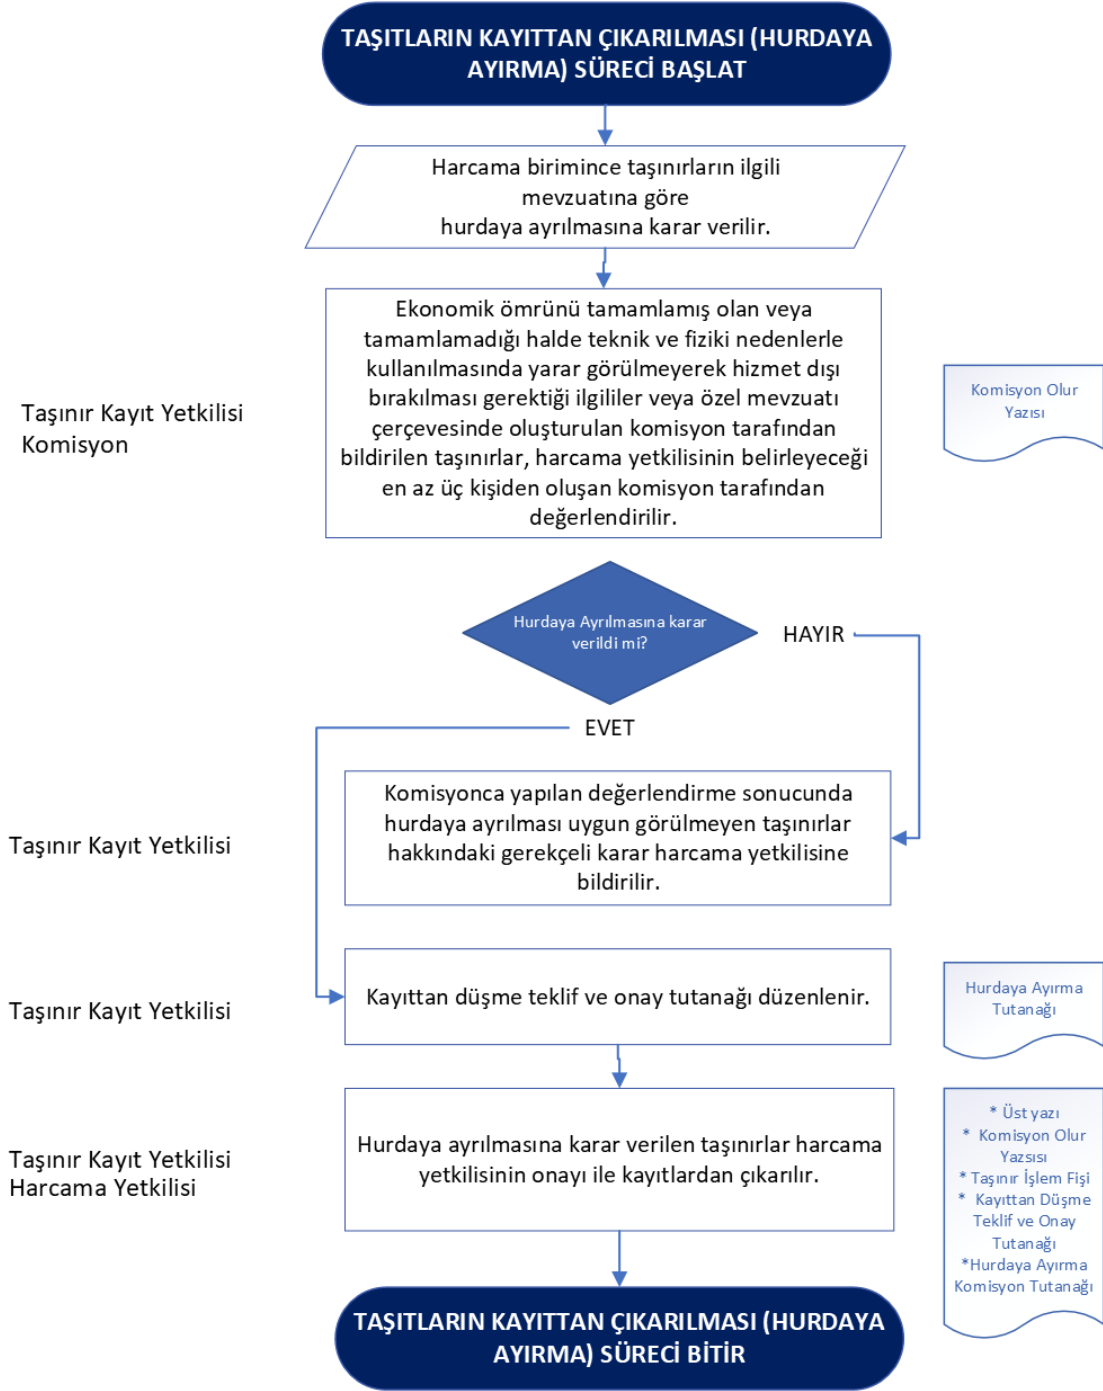 TAŞITLARIN KAYITTAN ÇIKARILMASI (HURDAYA
AYIRMA) SÜRECİ BAŞLAT
Harcama birimince taşınırların ilgili
mevzuatına göre
hurdaya ayrılmasına karar verilir.
Taşınır Kayıt Yetkilisi
Komisyon
Ekonomik ömrünü tamamlamış olan veya
tamamlamadığı halde teknik ve fiziki nedenlerle
kullanılmasında yarar görülmeyerek hizmet dışı
bırakılması gerektiği ilgililer veya özel mevzuatı
çerçevesinde oluşturulan komisyon tarafından
bildirilen taşınırlar, harcama yetkilisinin belirleyeceği
en az üç kişiden oluşan komisyon tarafından
değerlendirilir.
Komisyon Olur
Yazısı
Hurdaya Ayrılmasına karar
verildi mi?
HAYIR
EVET
Taşınır Kayıt Yetkilisi
Komisyonca yapılan değerlendirme sonucunda
hurdaya ayrılması uygun görülmeyen taşınırlar
hakkındaki gerekçeli karar harcama yetkilisine
bildirilir.
Taşınır Kayıt Yetkilisi
Kayıttan düşme teklif ve onay tutanağı düzenlenir.
Hurdaya Ayırma
Tutanağı
Taşınır Kayıt Yetkilisi
Harcama Yetkilisi
Hurdaya ayrılmasına karar verilen taşınırlar harcama
yetkilisinin onayı ile kayıtlardan çıkarılır.
* Üst yazı
* Komisyon Olur
Yazsısı
* Taşınır İşlem Fişi
* Kayıttan Düşme
Teklif ve Onay
Tutanağı
*Hurdaya Ayırma
Komisyon Tutanağı
TAŞITLARIN KAYITTAN ÇIKARILMASI (HURDAYA
AYIRMA) SÜRECİ BİTİR